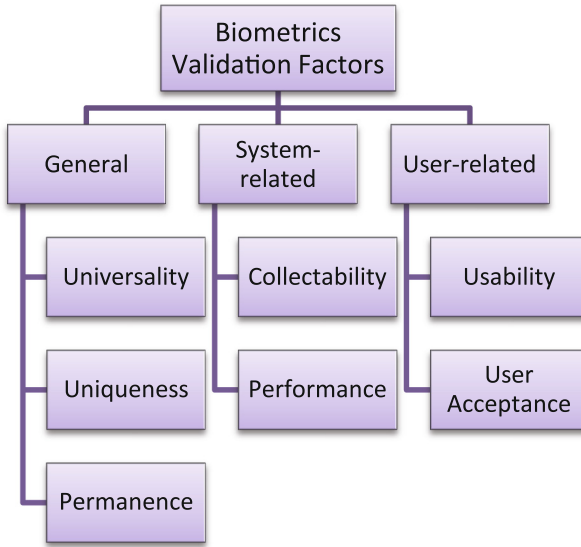 Biometrics
Validation Factors
General
System-
related
User-related
Universality
Collectability
Usability
Uniqueness
Performance
User
Acceptance
Permanence